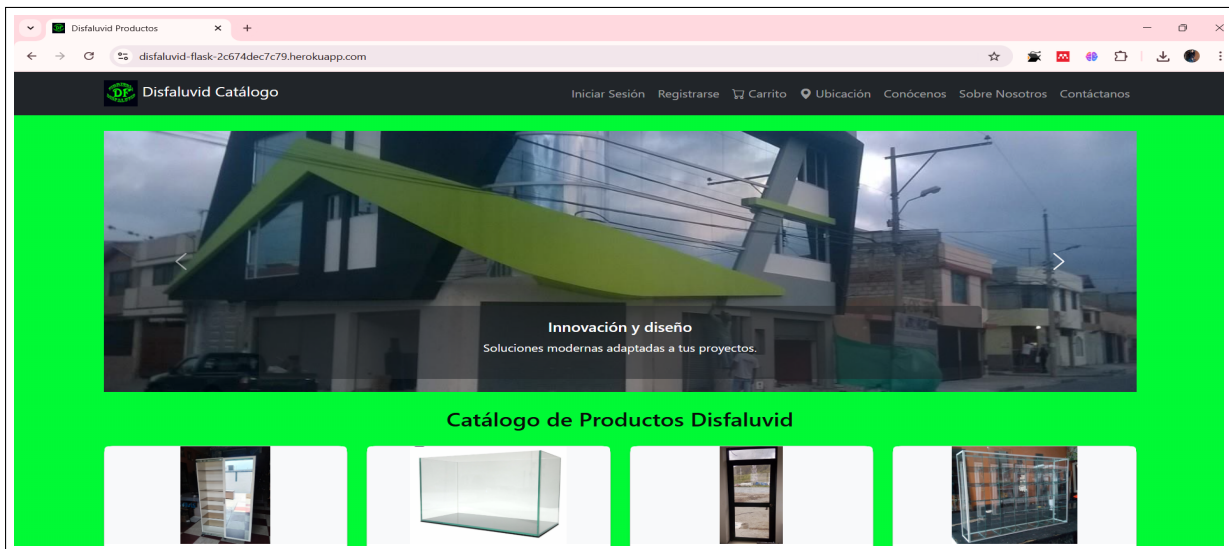 Disfaluvid Productos
disfaluvid-flask-2c674dec7c79.herokuapp.com
DF Disfaluvid Catálogo
Iniciar Sesión Registrarse Carrito Ubicación Conócenos Sobre Nosotros Contáctanos
Innovación y diseño
Soluciones modernas adaptadas a tus proyectos.
Catálogo de Productos Disfaluvid